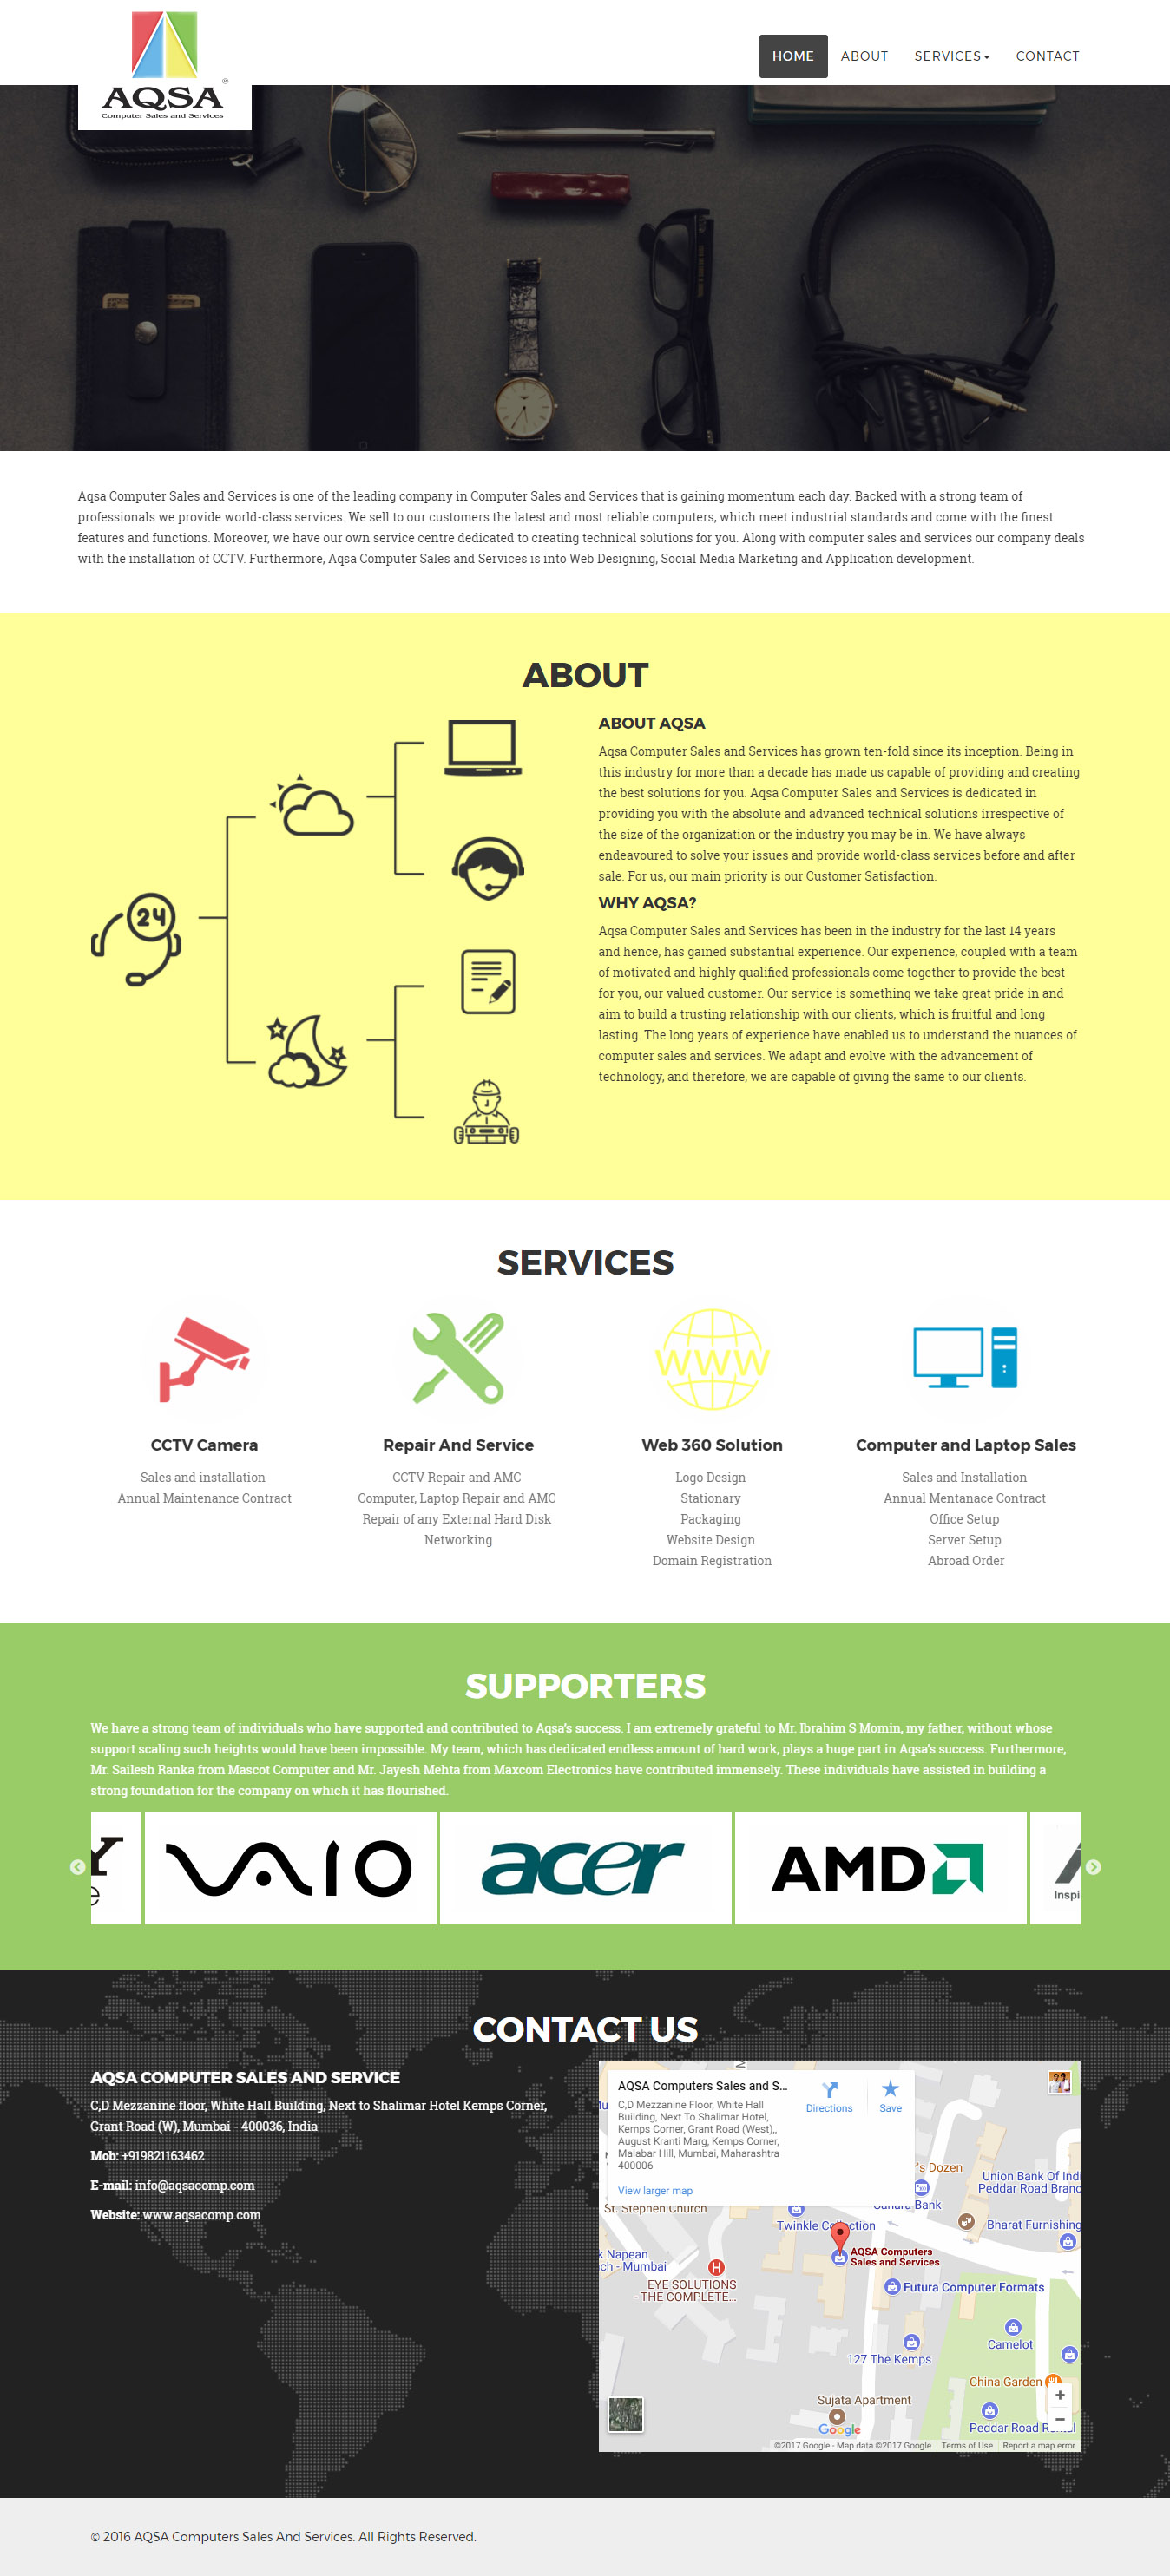 AQSA
®
Computer Sales and Services
HOME ABOUT SERVICES CONTACT
Aqsa Computer Sales and Services is one of the leading company in Computer Sales and Services that is gaining momentum each day. Backed with a strong team of
professionals we provide world-class services. We sell to our customers the latest and most reliable computers, which meet industrial standards and come with the finest
features and functions. Moreover, we have our own service centre dedicated to creating technical solutions for you. Along with computer sales and services our company deals
with the installation of CCTV. Furthermore, Aqsa Computer Sales and Services is into Web Designing, Social Media Marketing and Application development.
ABOUT
24
ABOUT AQSA
Aqsa Computer Sales and Services has grown ten-fold since its inception. Being in
this industry for more than a decade has made us capable of providing and creating
the best solutions for you. Aqsa Computer Sales and Services is dedicated in
providing you with the absolute and advanced technical solutions irrespective of
the size of the organization or the industry you may be in. We have always
endeavoured to solve your issues and provide world-class services before and after
sale. For us, our main priority is our Customer Satisfaction.
WHY AQSA?
Aqsa Computer Sales and Services has been in the industry for the last 14 years
and hence, has gained substantial experience. Our experience, coupled with a team
of motivated and highly qualified professionals come together to provide the best
for you, our valued customer. Our service is something we take great pride in and
aim to build a trusting relationship with our clients, which is fruitful and long
lasting. The long years of experience have enabled us to understand the nuances of
computer sales and services. We adapt and evolve with the advancement of
technology, and therefore, we are capable of giving the same to our clients.
SERVICES
WWW
CCTV Camera
Sales and installation
Annual Maintenance Contract
Repair And Service
CCTV Repair and AMC
Computer, Laptop Repair and AMC
Repair of any External Hard Disk
Networking
Web 360 Solution
Logo Design
Stationary
Packaging
Website Design
Domain Registration
Computer and Laptop Sales
Sales and Installation
Annual Mentanace Contract
Office Setup
Server Setup
Abroad Order
SUPPORTERS
We have a strong team of individuals who have supported and contributed to Aqsa's success. I am extremely grateful to Mr. Ibrahim S Momin, my father, without whose
support scaling such heights would have been impossible. My team, which has dedicated endless amount of hard work, plays a huge part in Aqsa's success. Furthermore,
Mr. Sailesh Ranka from Mascot Computer and Mr. Jayesh Mehta from Maxcom Electronics have contributed immensely. These individuals have assisted in building a
strong foundation for the company on which it has flourished.
Y
e
VAIO
acer
AMD
Inspi
CONTACT US
AQSA COMPUTER SALES AND SERVICE
C,D Mezzanine floor, White Hall Building, Next to Shalimar Hotel Kemps Corner,
Grant Road (W), Mumbai - 400036, India
Mob: +919821163462
E-mail: info@aqsacomp.com
Website: www.aqsacomp.com
AQSA Computers Sales and S...
C,D Mezzanine floor, White Hall
Building, Next To Shalimar Hotel,
Kemps Corner, Grant Road (West),,
August Kranti Marg, Kemps Corner,
Malabar Hill, Mumbai, Maharashtra
400006
View larger map
Directions
Save
's Dozen
Union Bank Of Indi
Peddar Road Branc
St. Stephen Church
Canara Bank
Twinkle Collection
Bharat Furnishing
AQSA Computers
Sales and Services
k Napean
ch - Mumbai
H
EYE SOLUTIONS
- THE COMPLETE...
Futura Computer Formats
Camelot
127 The Kemps
China Garden
Sujata Apartment
Peddar Road
+
−
Google
©2017 Google - Map data ©2017 Google Terms of Use Report a map error
© 2016 AQSA Computers Sales And Services. All Rights Reserved.